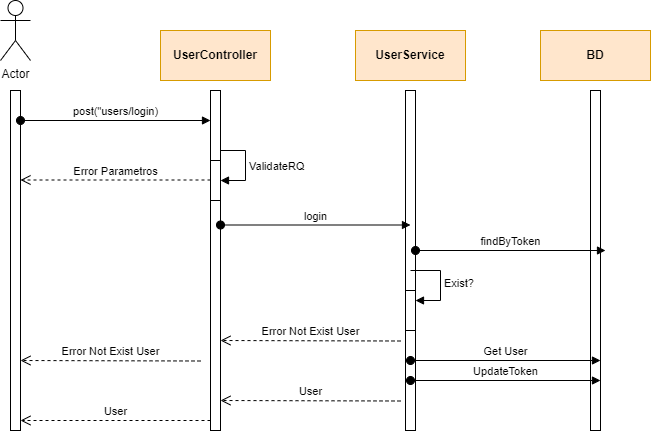 Actor
UserController
UserService
BD
post("users/login)
ValidateRQ
Error Parametros
login
findByToken
Exist?
Error Not Exist User
Error Not Exist User
Get User
UpdateToken
User
User